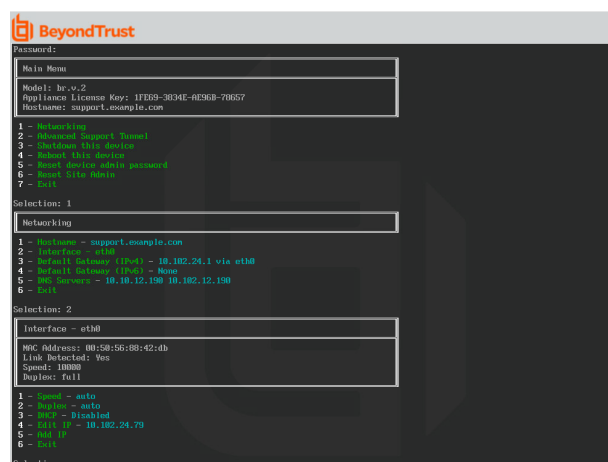 BeyondTrust
Password:
Main Menu
Model: br.v.2
Appliance License Key: 1FE69-3834E-AE96B-78657
Hostname: support.example.com
1 - Networking
2 - Advanced Support Tunnel
3 - Shutdown this device
4 - Reboot this device
5 - Reset device admin password
6 - Reset Site Admin
7 - Exit
Selection: 1
Networking
1 - Hostname - support.example.com
2 - Interface - eth0
3 - Default Gateway (IPv4) - 10.102.24.1 via eth0
4 - Default Gateway (IPv6) - None
5 - DNS Servers - 10.10.12.190 10.102.12.190
6 - Exit
Selection: 2
Interface - eth0
MAC Address: 00:50:56:88:42:db
Link Detected: Yes
Speed: 10000
Duplex: full
1 - Speed - auto
2 - Duplex - auto
3 - DHCP - Disabled
4 - Edit IP - 10.102.24.79
5 - Add IP
6 - Exit